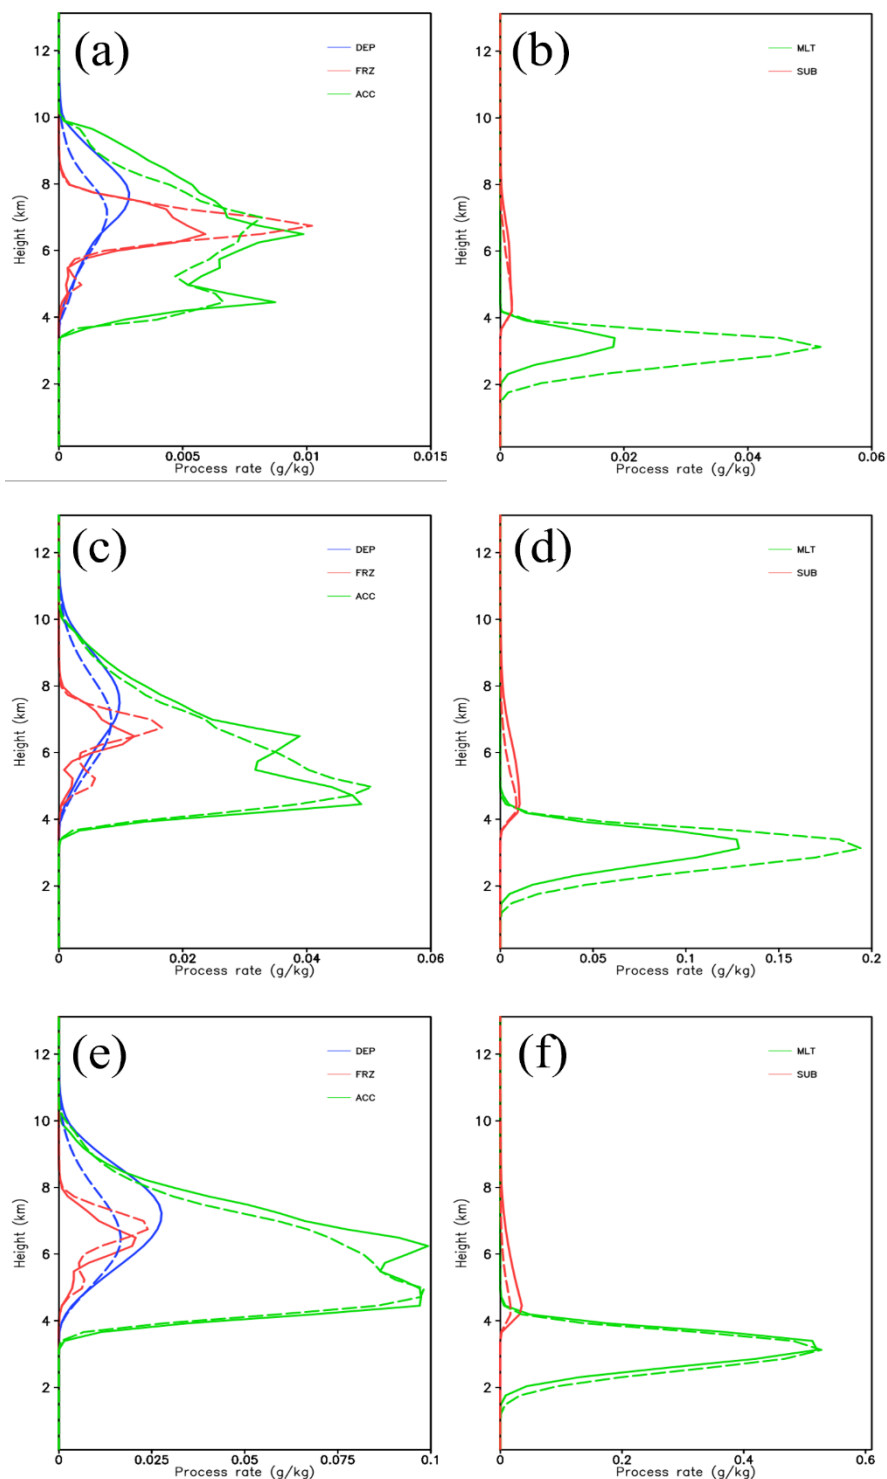 (a)
DEP
FRZ
ACC
12
10
8
6
4
2
Height (km)
0 0.005 0.01 0.015
Process rate (g/kg)
(b)
MLT
SUB
12
10
8
6
4
2
Height (km)
0 0.02 0.04 0.06
Process rate (g/kg)
(c)
DEP
FRZ
ACC
12
10
8
6
4
2
Height (km)
0 0.02 0.04 0.06
Process rate (g/kg)
(d)
MLT
SUB
12
10
8
6
4
2
Height (km)
0 0.05 0.1 0.15 0.2
Process rate (g/kg)
(e)
DEP
FRZ
ACC
12
10
8
6
4
2
Height (km)
0 0.025 0.05 0.075 0.1
Process rate (g/kg)
(f)
MLT
SUB
12
10
8
6
4
2
Height (km)
0 0.2 0.4 0.6
Process rate (g/kg)